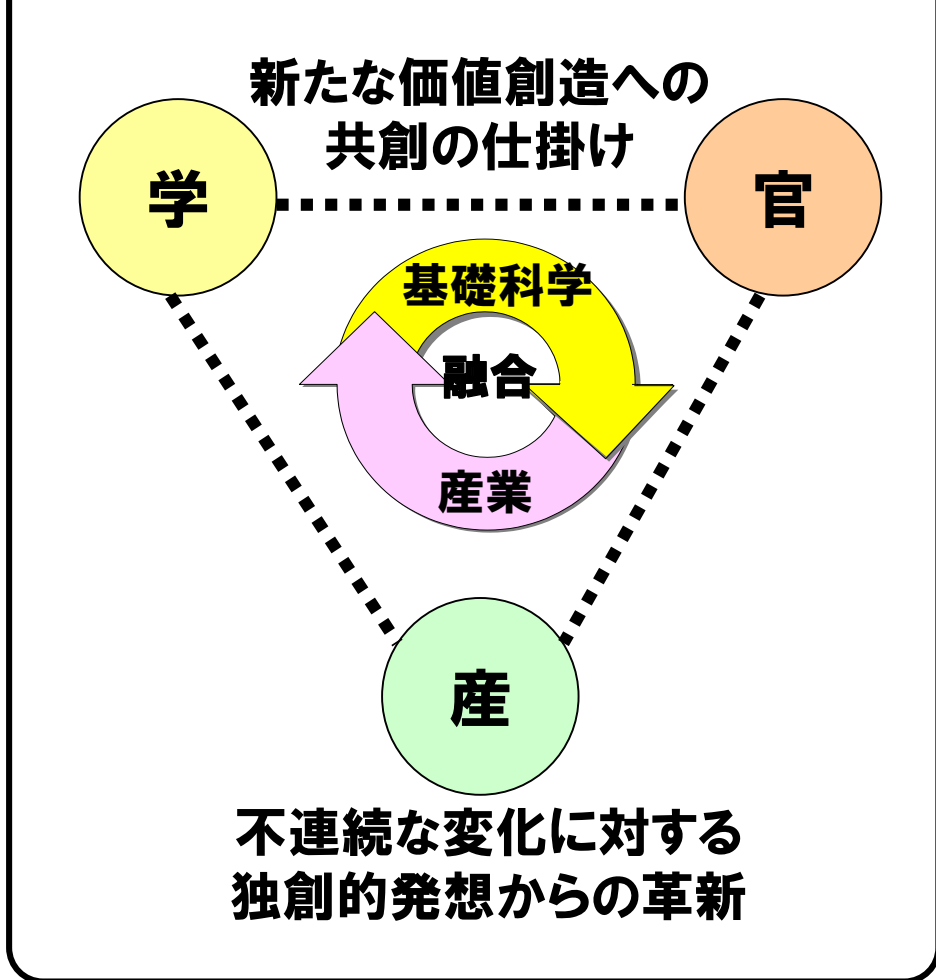 新たな価値創造への
共創の仕掛け
学
官
基礎科学
融合
産業
産
不連続な変化に対する
独創的発想からの革新